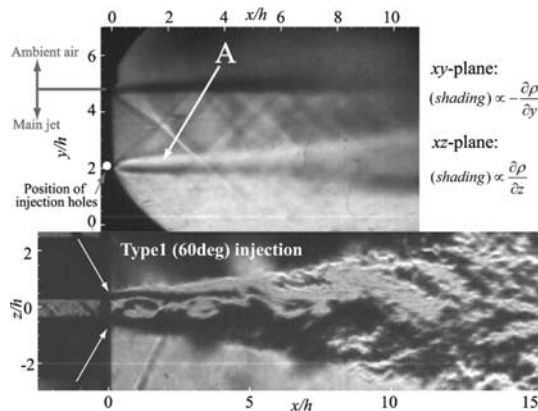 0 2 4 6 8 10
x/h
Ambient air
Main jet
y/h
6
4
2
0
A
Position of
injection holes
xy-plane:
(shading) ∝ −∂ρ/∂y
xz-plane:
(shading) ∝ ∂ρ/∂z
Type1 (60deg) injection
z/h
2
0
-2
0 5 10 15
x/h